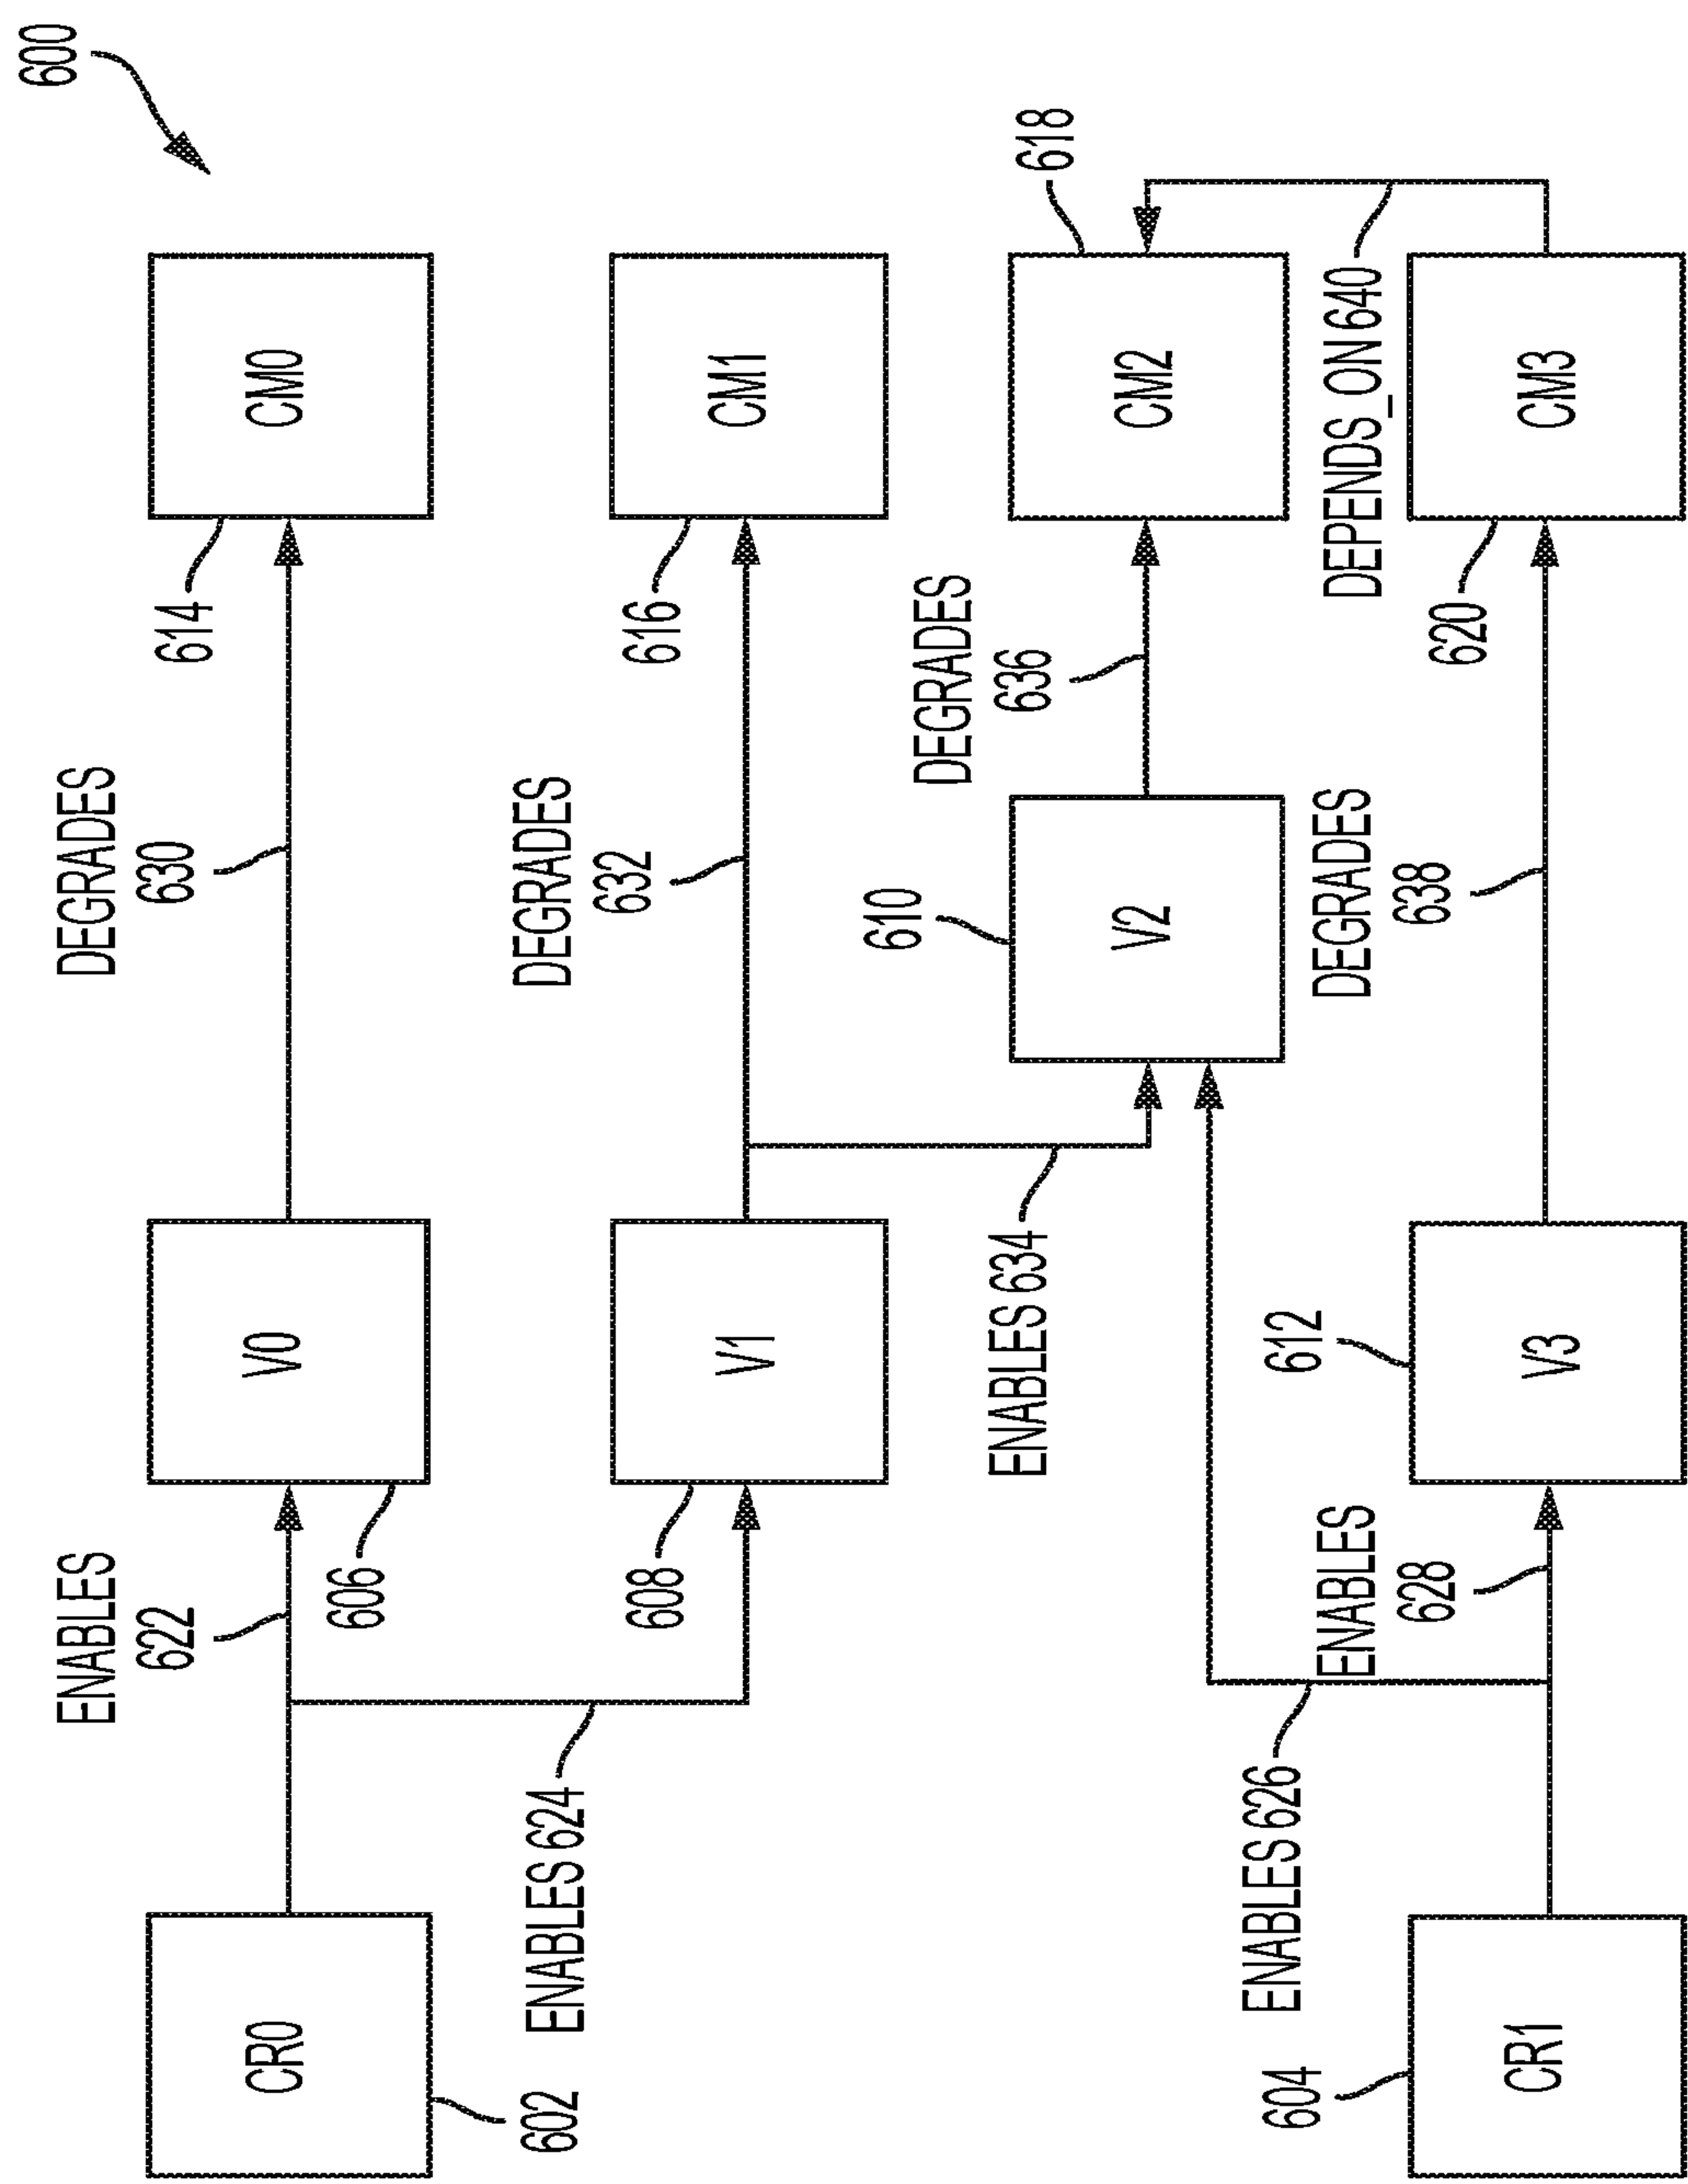 600
CR0
602
ENABLES
622
ENABLES 624
V0
606
V1
608
DEGRADES
630
DEGRADES
632
CM0
614
CM1
616
ENABLES 634
V2
610
DEGRADES
636
CM2
618
CR1
604
ENABLES 626
ENABLES
628
V3
612
DEGRADES
638
CM3
620
DEPENDS_ON 640